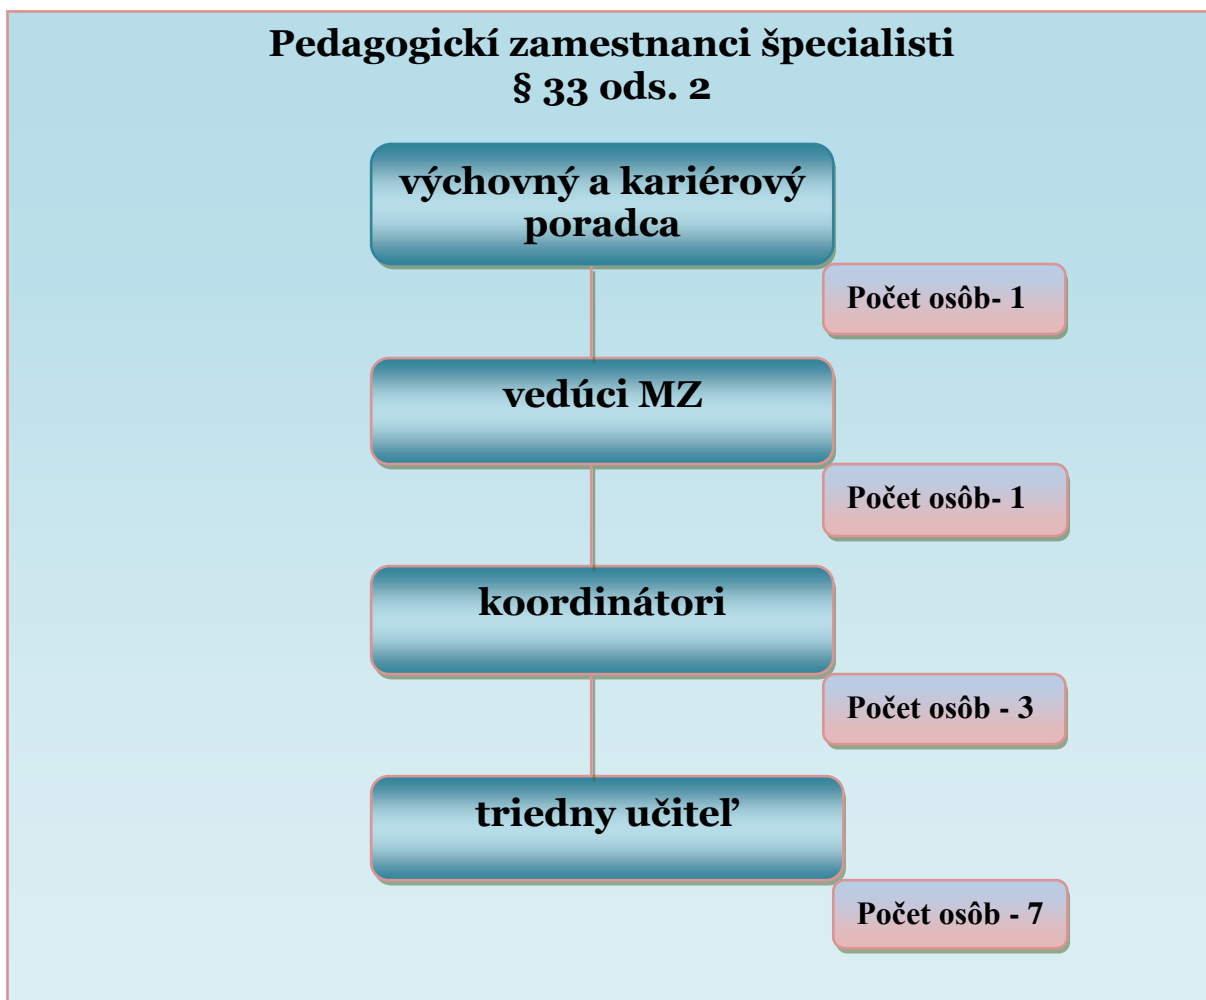 Pedagogickí zamestnanci špecialisti
§ 33 ods. 2
výchovný a kariérový
poradca
Počet osôb- 1
vedúci MZ
Počet osôb- 1
koordinátori
Počet osôb - 3
triedny učiteľ
Počet osôb - 7